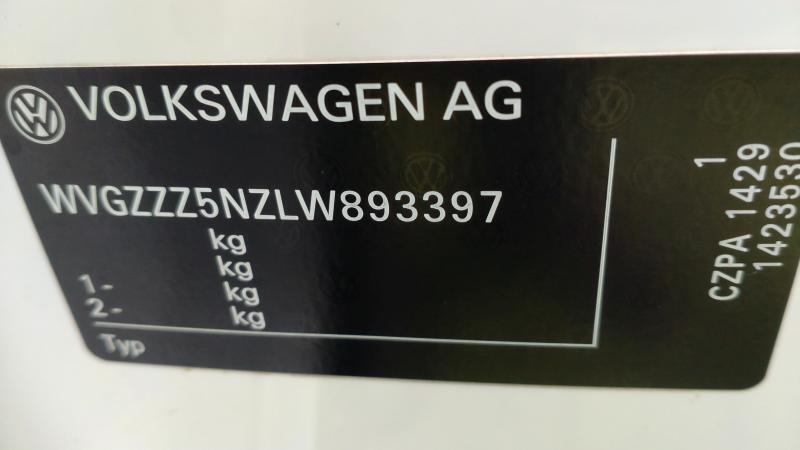 VOLKSWAGEN AG
WVGZZZ5NZLW893397
kg
kg
1- kg
2- kg
Typ
1
CZPA 1429
1423530